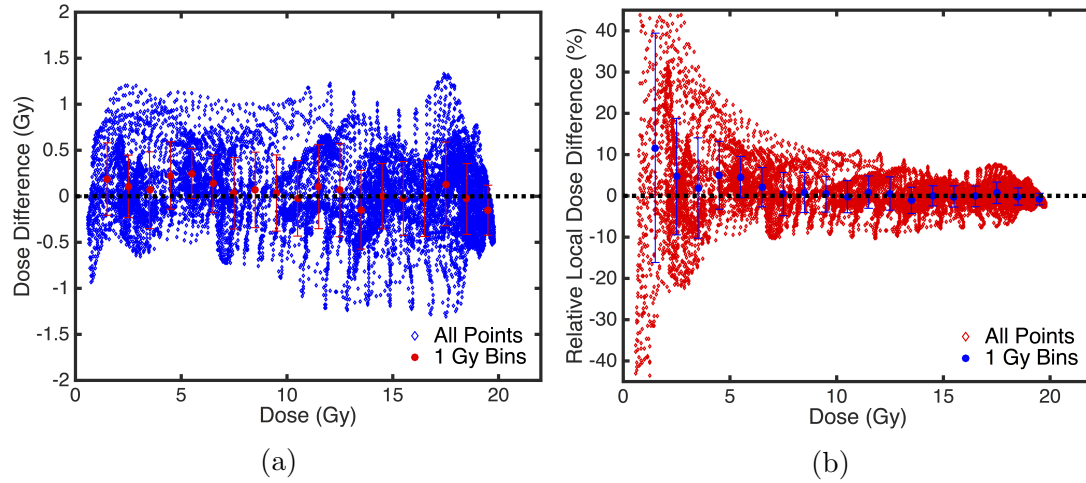 2
1.5
1
0.5
0
-0.5
-1
-1.5
-2
Dose Difference (Gy)
0 5 10 15 20
Dose (Gy)
All Points
1 Gy Bins
(a)
40
30
20
10
0
-10
-20
-30
-40
Relative Local Dose Difference (%)
0 5 10 15 20
Dose (Gy)
All Points
1 Gy Bins
(b)